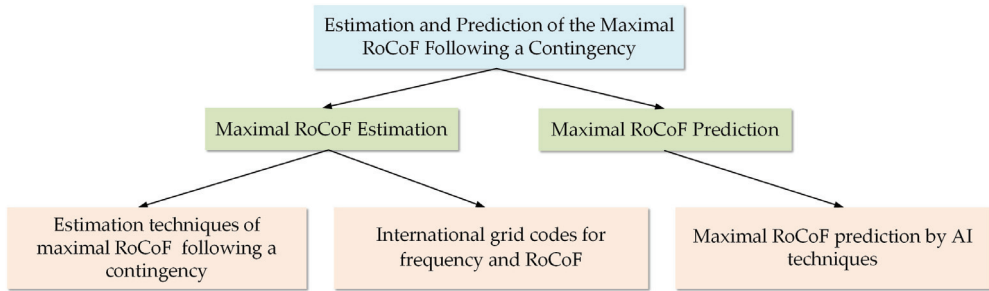 Estimation and Prediction of the Maximal
RoCoF Following a Contingency
Maximal RoCoF Estimation
Maximal RoCoF Prediction
Estimation techniques of
maximal RoCoF following a
contingency
International grid codes for
frequency and RoCoF
Maximal RoCoF prediction by AI
techniques